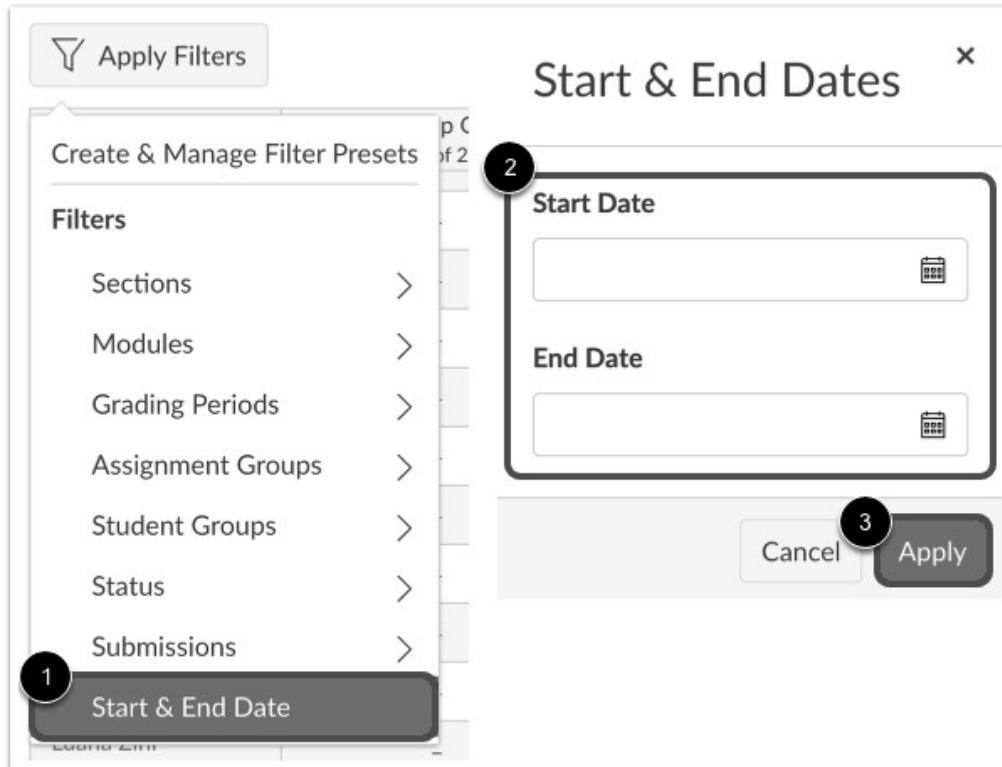 Apply Filters
Create & Manage Filter Presets
Filters
Sections
Modules
Grading Periods
Assignment Groups
Student Groups
Status
Submissions
1
Start & End Date
Start & End Dates
2
Start Date
End Date
Cancel
3
Apply